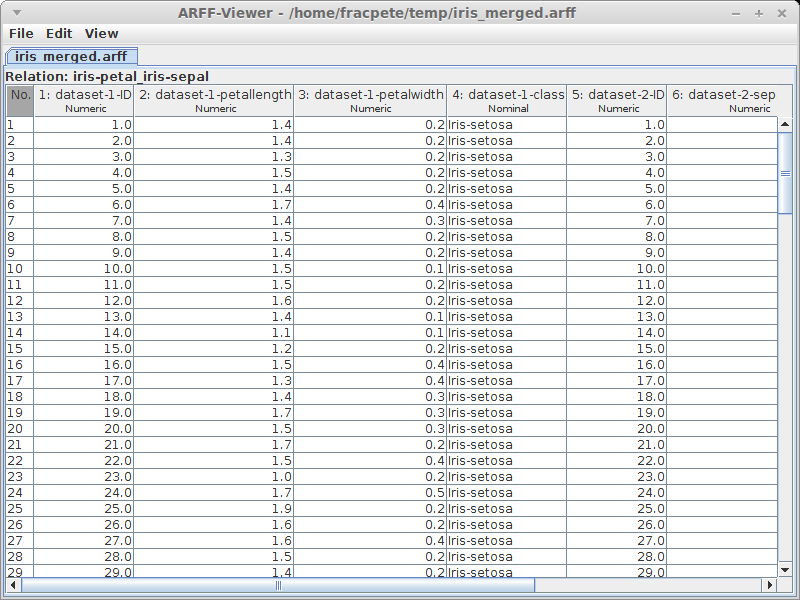 ARFF-Viewer - /home/fracpete/temp/iris_merged.arff
File Edit View
iris_merged.arff
Relation: iris-petal_iris-sepal
No. 1: dataset-1-ID 2: dataset-1-petallength 3: dataset-1-petalwidth 4: dataset-1-class 5: dataset-2-ID 6: dataset-2-sep
Numeric Numeric Numeric Nominal Numeric Numeric
1 1.0 1.4 0.2 Iris-setosa 1.0
2 2.0 1.4 0.2 Iris-setosa 2.0
3 3.0 1.3 0.2 Iris-setosa 3.0
4 4.0 1.5 0.2 Iris-setosa 4.0
5 5.0 1.4 0.2 Iris-setosa 5.0
6 6.0 1.7 0.4 Iris-setosa 6.0
7 7.0 1.4 0.3 Iris-setosa 7.0
8 8.0 1.5 0.2 Iris-setosa 8.0
9 9.0 1.4 0.2 Iris-setosa 9.0
10 10.0 1.5 0.1 Iris-setosa 10.0
11 11.0 1.5 0.2 Iris-setosa 11.0
12 12.0 1.6 0.2 Iris-setosa 12.0
13 13.0 1.4 0.1 Iris-setosa 13.0
14 14.0 1.1 0.1 Iris-setosa 14.0
15 15.0 1.2 0.2 Iris-setosa 15.0
16 16.0 1.5 0.4 Iris-setosa 16.0
17 17.0 1.3 0.4 Iris-setosa 17.0
18 18.0 1.4 0.3 Iris-setosa 18.0
19 19.0 1.7 0.3 Iris-setosa 19.0
20 20.0 1.5 0.3 Iris-setosa 20.0
21 21.0 1.7 0.2 Iris-setosa 21.0
22 22.0 1.5 0.4 Iris-setosa 22.0
23 23.0 1.0 0.2 Iris-setosa 23.0
24 24.0 1.7 0.5 Iris-setosa 24.0
25 25.0 1.9 0.2 Iris-setosa 25.0
26 26.0 1.6 0.2 Iris-setosa 26.0
27 27.0 1.6 0.4 Iris-setosa 27.0
28 28.0 1.5 0.2 Iris-setosa 28.0
29 29.0 1.4 0.2 Iris-setosa 29.0